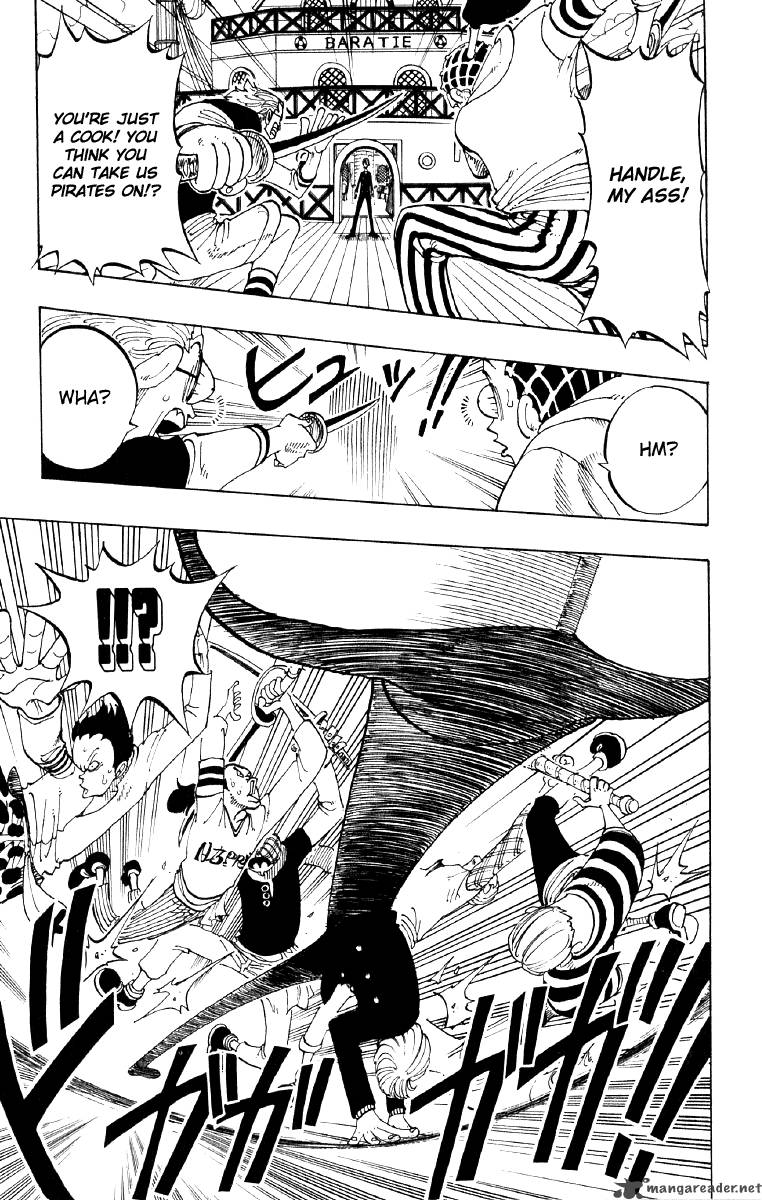 BARATIE
HANDLE,
MY ASS!
YOU'RE JUST
A COOK! YOU
THINK YOU
CAN TAKE US
PIRATES ON!?
HM?
ヒュッ!!
WHA?
!!!?
ドガガガガ!!
mangareader.net